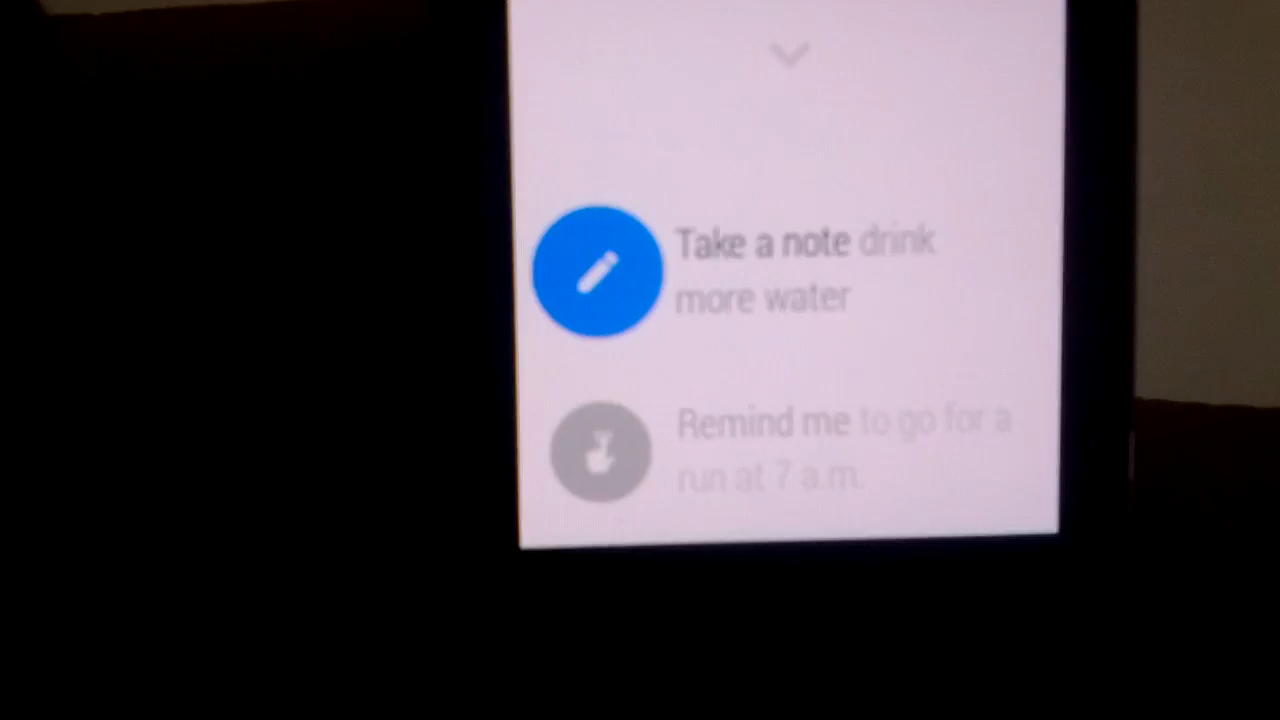 Take a note drink
more water
Remind me to go for a
run at 7 a.m.